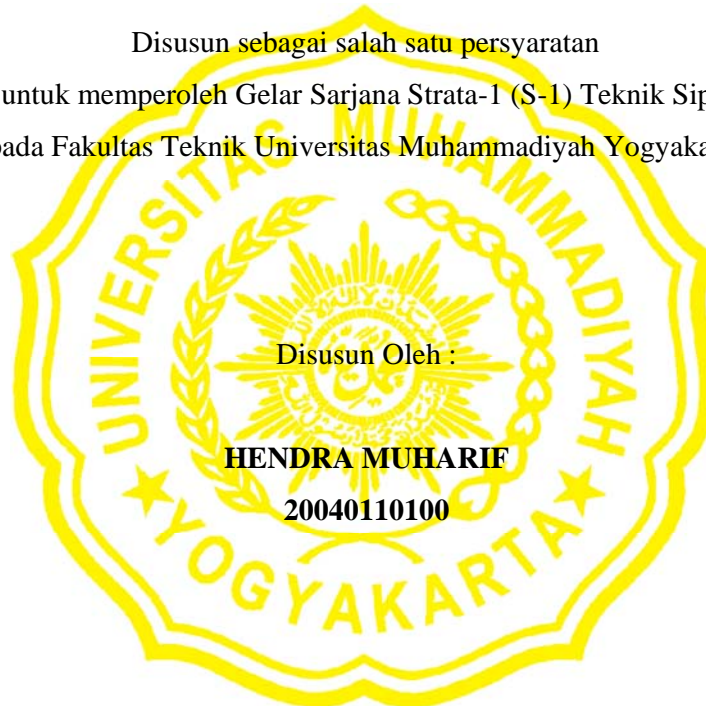 Disusun sebagai salah satu persyaratan
untuk memperoleh Gelar Sarjana Strata-1 (S-1) Teknik Sip
pada Fakultas Teknik Universitas Muhammadiyah Yogyaka
UNIVERSITAS MUHAMMADIYAH
Disusun Oleh :
HENDRA MUHARIF
20040110100
YOGYAKARTA